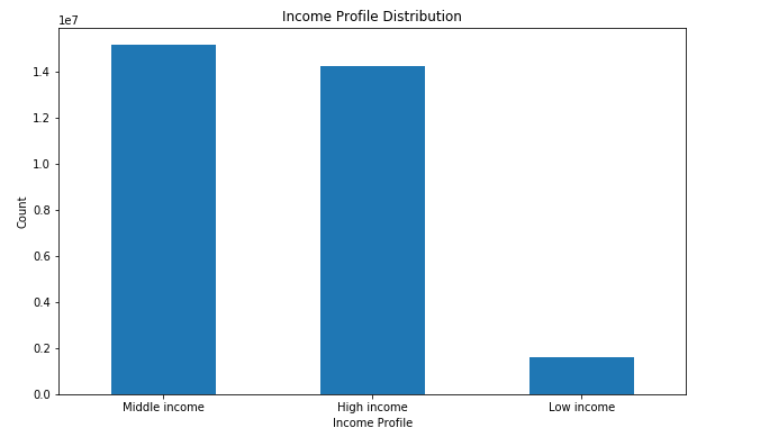 Income Profile Distribution
1e7
1.4
1.2
1.0
0.8
0.6
0.4
0.2
0.0
Count
Middle income
High income
Low income
Income Profile